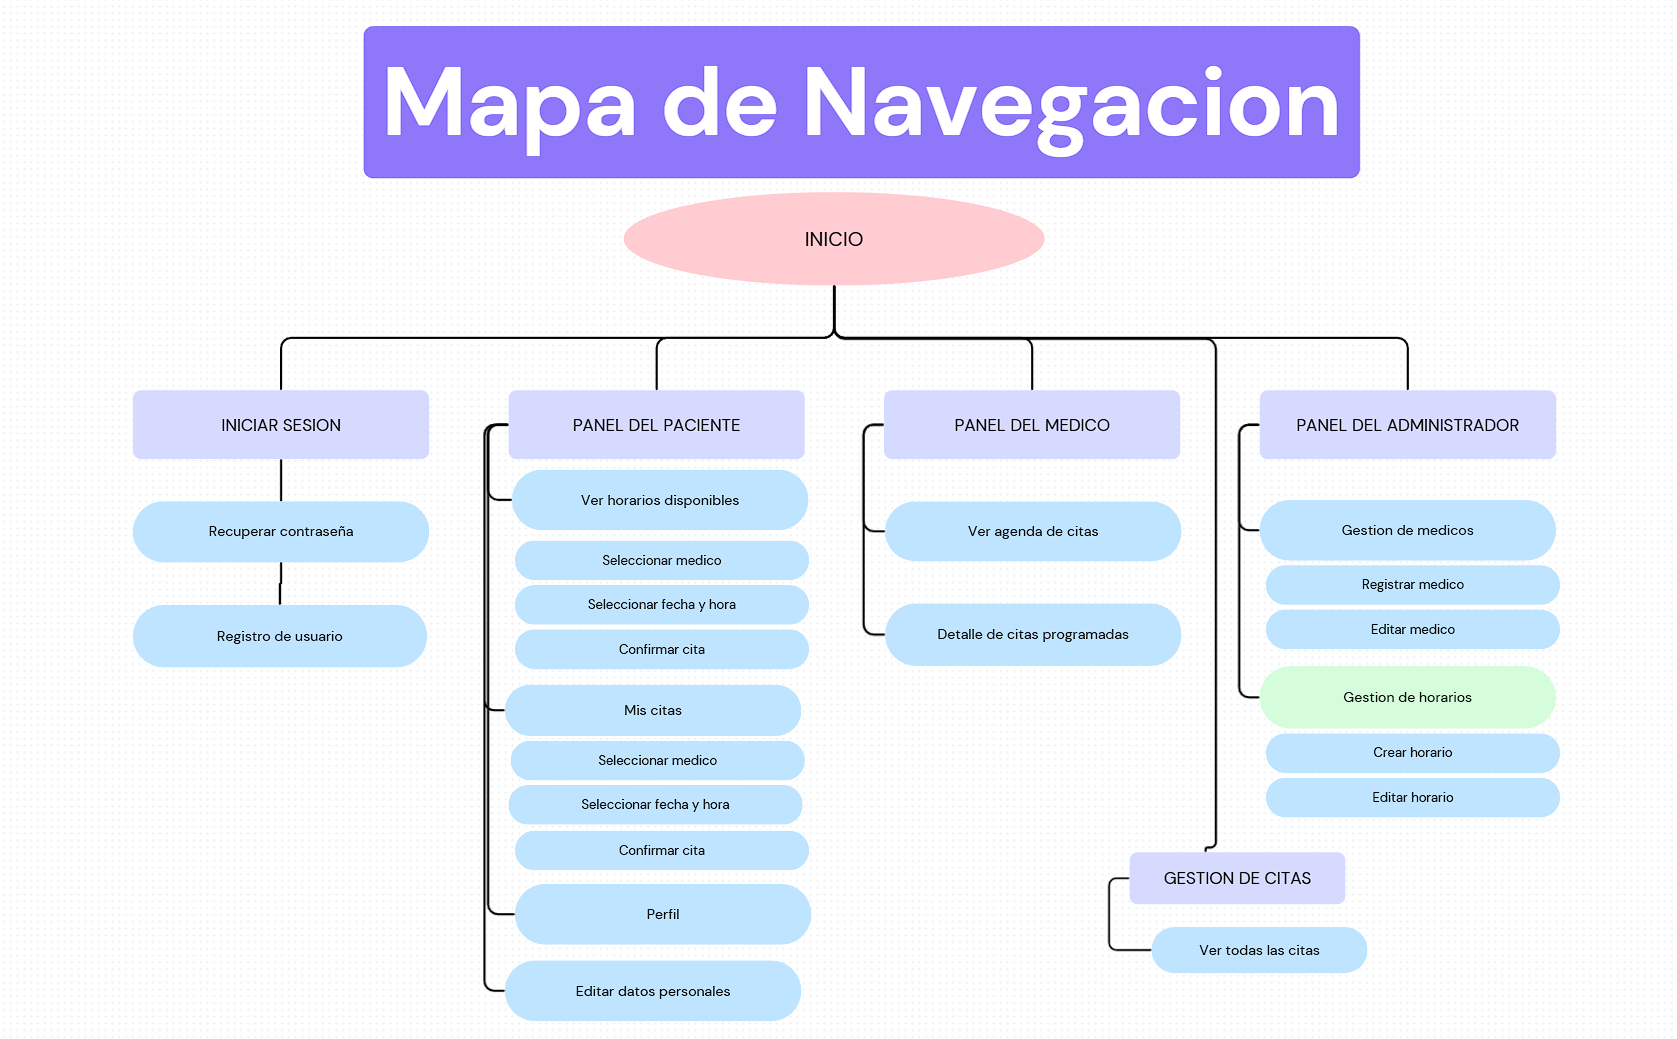 Mapa de Navegacion
INICIO
INICIAR SESION
Recuperar contraseña
Registro de usuario
PANEL DEL PACIENTE
Ver horarios disponibles
Seleccionar medico
Seleccionar fecha y hora
Confirmar cita
Mis citas
Seleccionar medico
Seleccionar fecha y hora
Confirmar cita
Perfil
Editar datos personales
PANEL DEL MEDICO
Ver agenda de citas
Detalle de citas programadas
PANEL DEL ADMINISTRADOR
Gestion de medicos
Registrar medico
Editar medico
Gestion de horarios
Crear horario
Editar horario
GESTION DE CITAS
Ver todas las citas